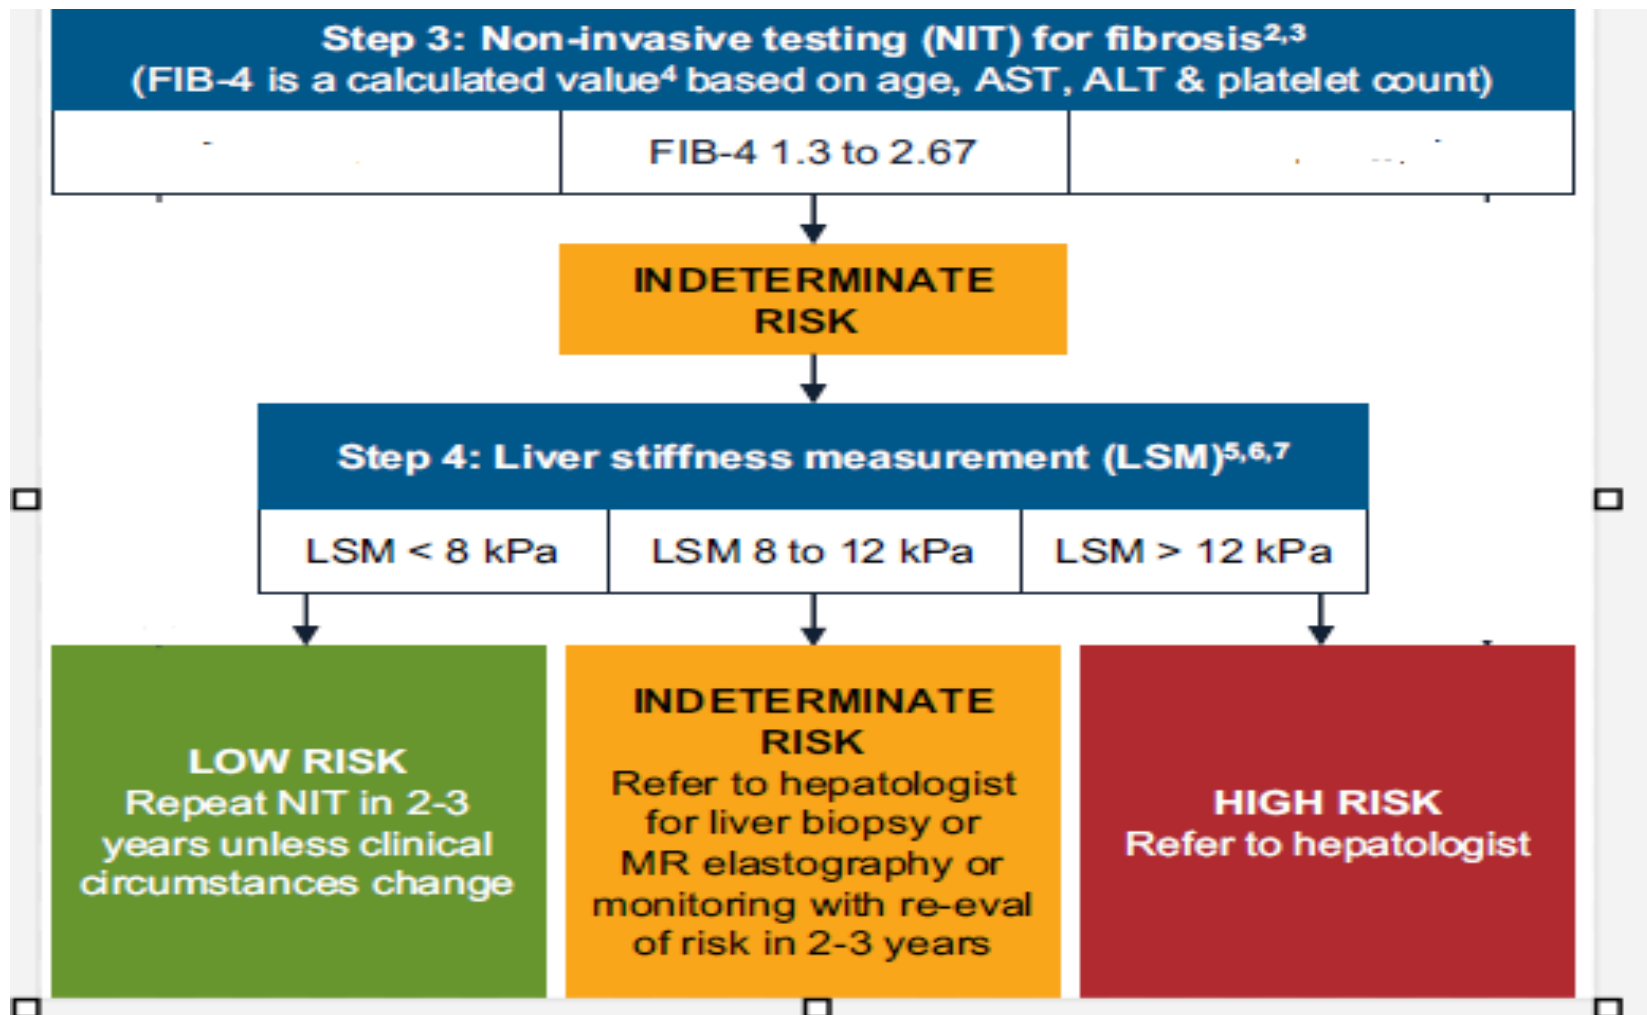 Step 3: Non-invasive testing (NIT) for fibrosis2,3
(FIB-4 is a calculated value4 based on age, AST, ALT & platelet count)
FIB-4 1.3 to 2.67
INDETERMINATE
RISK
Step 4: Liver stiffness measurement (LSM)5,6,7
LSM < 8 kPa
LSM 8 to 12 kPa
LSM > 12 kPa
LOW RISK
Repeat NIT in 2-3
years unless clinical
circumstances change
INDETERMINATE
RISK
Refer to hepatologist
for liver biopsy or
MR elastography or
monitoring with re-eval
of risk in 2-3 years
HIGH RISK
Refer to hepatologist